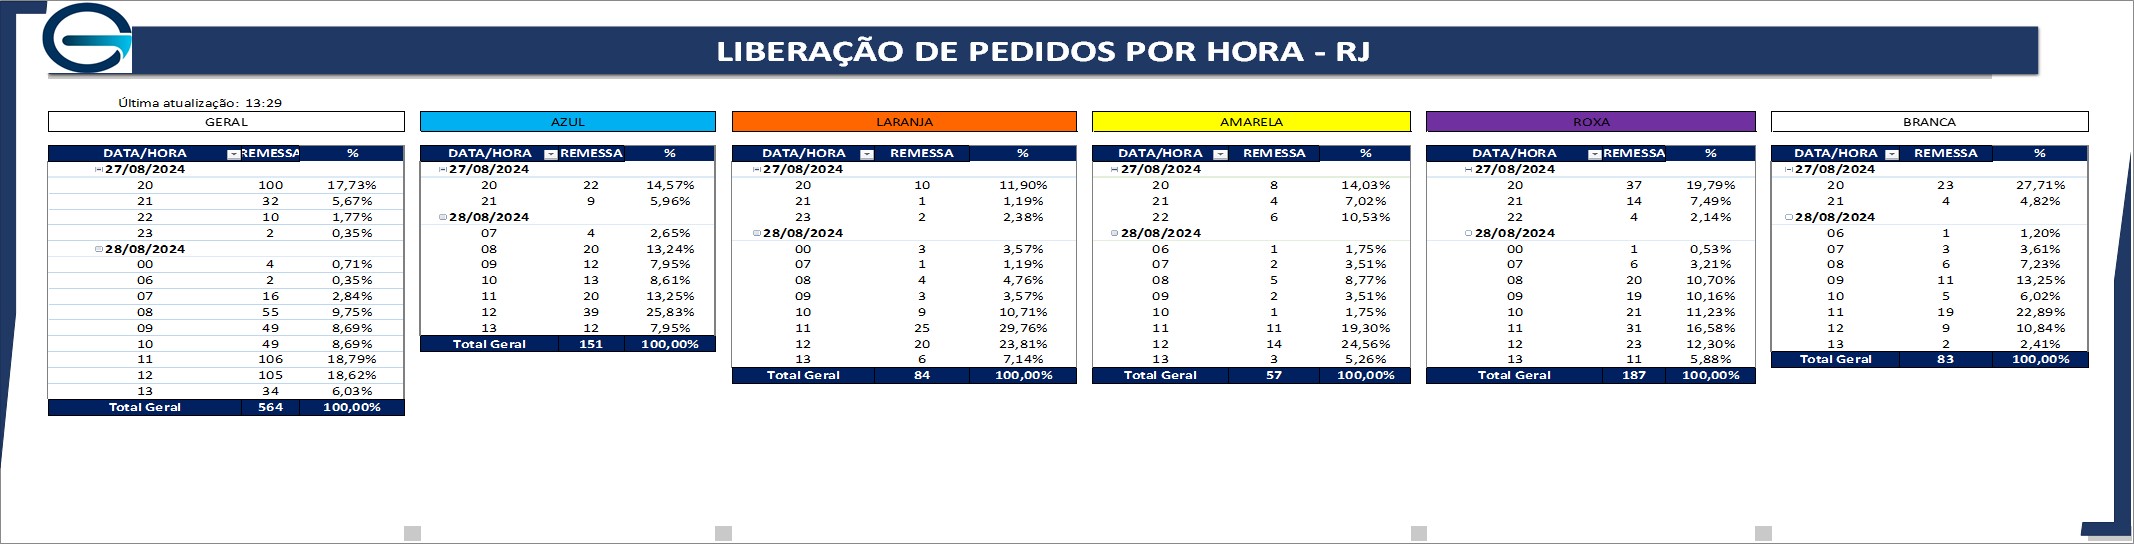 LIBERAÇÃO DE PEDIDOS POR HORA - RJ
Última atualização: 13:29
GERAL
DATA/HORA REMESSA %
27/08/2024
20 100 17,73%
21 32 5,67%
22 10 1,77%
23 2 0,35%
28/08/2024
00 4 0,71%
06 2 0,35%
07 16 2,84%
08 55 9,75%
09 49 8,69%
10 49 8,69%
11 106 18,79%
12 105 18,62%
13 34 6,03%
Total Geral 564 100,00%
AZUL
DATA/HORA REMESSA %
27/08/2024
20 22 14,57%
21 9 5,96%
28/08/2024
07 4 2,65%
08 20 13,24%
09 12 7,95%
10 13 8,61%
11 20 13,25%
12 39 25,83%
13 12 7,95%
Total Geral 151 100,00%
LARANJA
DATA/HORA REMESSA %
27/08/2024
20 10 11,90%
21 1 1,19%
23 2 2,38%
28/08/2024
00 3 3,57%
07 1 1,19%
08 4 4,76%
09 3 3,57%
10 9 10,71%
11 25 29,76%
12 20 23,81%
13 6 7,14%
Total Geral 84 100,00%
AMARELA
DATA/HORA REMESSA %
27/08/2024
20 8 14,03%
21 4 7,02%
22 6 10,53%
28/08/2024
06 1 1,75%
07 2 3,51%
08 5 8,77%
09 2 3,51%
10 1 1,75%
11 11 19,30%
12 14 24,56%
13 3 5,26%
Total Geral 57 100,00%
ROXA
DATA/HORA REMESSA %
27/08/2024
20 37 19,79%
21 14 7,49%
22 4 2,14%
28/08/2024
00 1 0,53%
07 6 3,21%
08 20 10,70%
09 19 10,16%
10 21 11,23%
11 31 16,58%
12 23 12,30%
13 11 5,88%
Total Geral 187 100,00%
BRANCA
DATA/HORA REMESSA %
27/08/2024
20 23 27,71%
21 4 4,82%
28/08/2024
06 1 1,20%
07 3 3,61%
08 6 7,23%
09 11 13,25%
10 5 6,02%
11 19 22,89%
12 9 10,84%
13 2 2,41%
Total Geral 83 100,00%